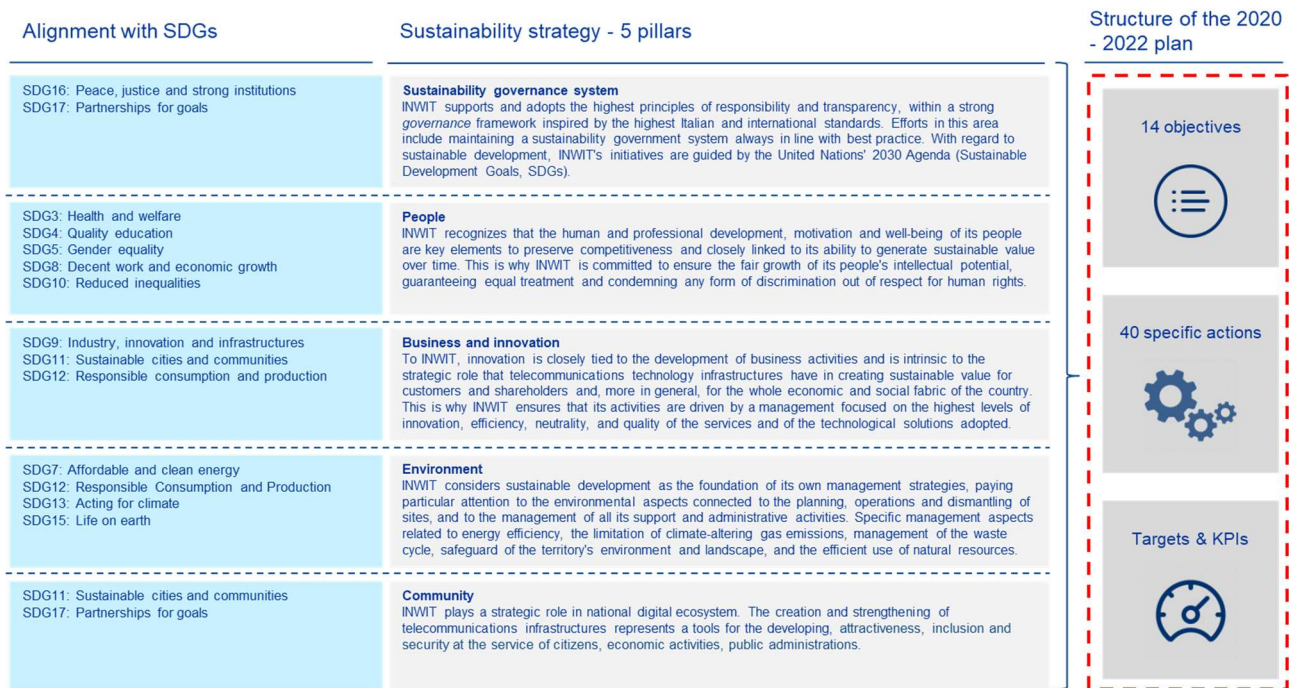 Alignment with SDGs
Sustainability strategy - 5 pillars
Structure of the 2020
- 2022 plan
SDG16: Peace, justice and strong institutions
SDG17: Partnerships for goals
Sustainability governance system
INWIT supports and adopts the highest principles of responsibility and transparency, within a strong
governance framework inspired by the highest Italian and international standards. Efforts in this area
include maintaining a sustainability government system always in line with best practice. With regard to
sustainable development, INWIT's initiatives are guided by the United Nations' 2030 Agenda (Sustainable
Development Goals, SDGs).
SDG3: Health and welfare
SDG4: Quality education
SDG5: Gender equality
SDG8: Decent work and economic growth
SDG10: Reduced inequalities
People
INWIT recognizes that the human and professional development, motivation and well-being of its people
are key elements to preserve competitiveness and closely linked to its ability to generate sustainable value
over time. This is why INWIT is committed to ensure the fair growth of its people's intellectual potential,
guaranteeing equal treatment and condemning any form of discrimination out of respect for human rights.
SDG9: Industry, innovation and infrastructures
SDG11: Sustainable cities and communities
SDG12: Responsible consumption and production
Business and innovation
To INWIT, innovation is closely tied to the development of business activities and is intrinsic to the
strategic role that telecommunications technology infrastructures have in creating sustainable value for
customers and shareholders and, more in general, for the whole economic and social fabric of the country.
This is why INWIT ensures that its activities are driven by a management focused on the highest levels of
innovation, efficiency, neutrality, and quality of the services and of the technological solutions adopted.
SDG7: Affordable and clean energy
SDG12: Responsible Consumption and Production
SDG13: Acting for climate
SDG15: Life on earth
Environment
INWIT considers sustainable development as the foundation of its own management strategies, paying
particular attention to the environmental aspects connected to the planning, operations and dismantling of
sites, and to the management of all its support and administrative activities. Specific management aspects
related to energy efficiency, the limitation of climate-altering gas emissions, management of the waste
cycle, safeguard of the territory's environment and landscape, and the efficient use of natural resources.
SDG11: Sustainable cities and communities
SDG17: Partnerships for goals
Community
INWIT plays a strategic role in national digital ecosystem. The creation and strengthening of
telecommunications infrastructures represents a tools for the developing, attractiveness, inclusion and
security at the service of citizens, economic activities, public administrations.
14 objectives
40 specific actions
Targets & KPIs